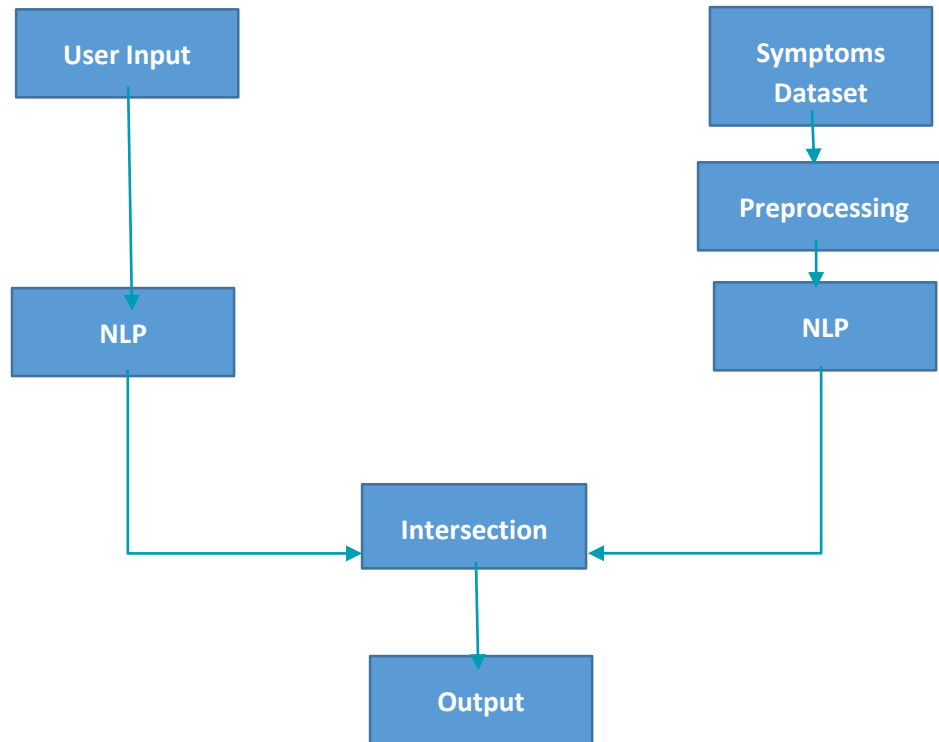 User Input
Symptoms
Dataset
Preprocessing
NLP
NLP
Intersection
Output